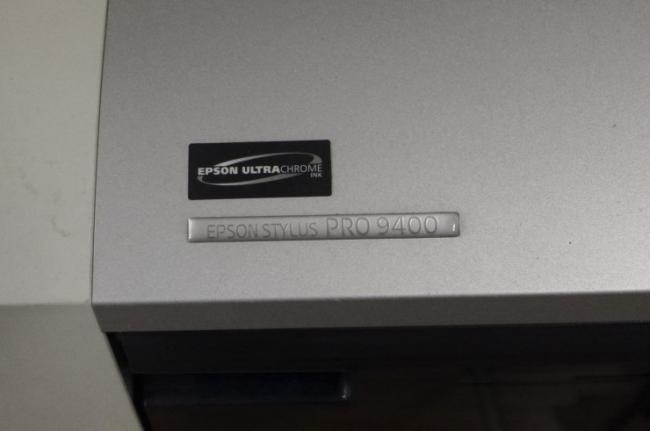 EPSON ULTRACHROME
INK
EPSON STYLUS PRO 9400